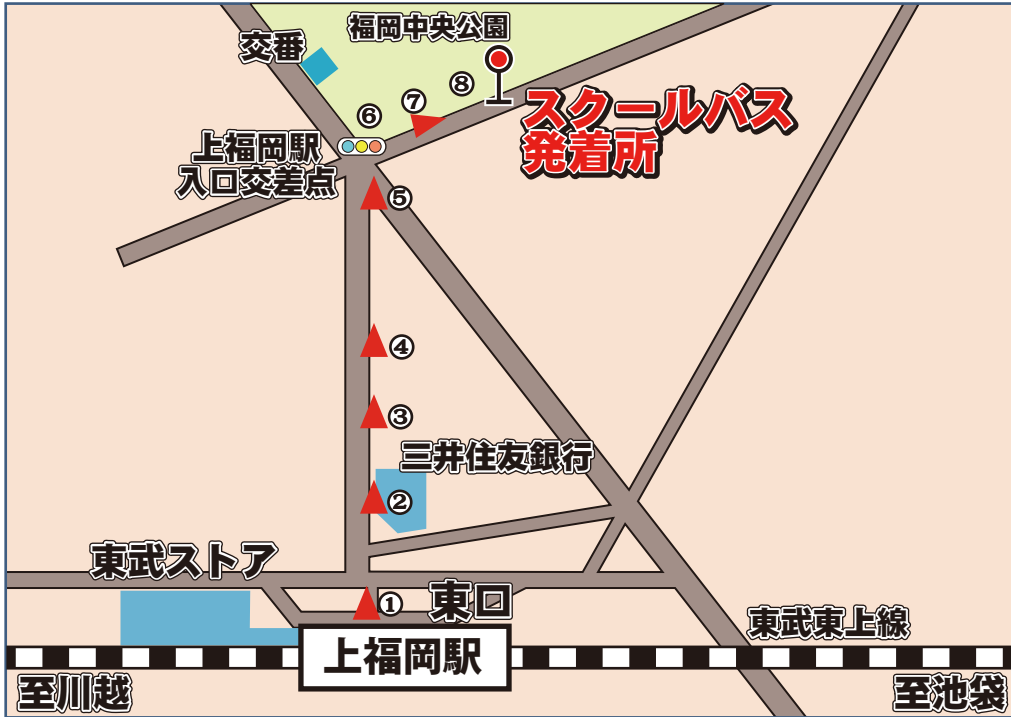 福岡中央公園
交番
⑧
⑦
⑥
スクールバス
発着所
上福岡駅
入口交差点
⑤
④
③
三井住友銀行
②
東武ストア
①
東口
東武東上線
上福岡駅
至川越
至池袋